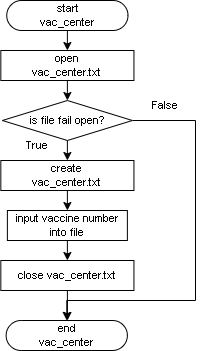 start
vac_center
open
vac_center.txt
is file fail open?
False
True
create
vac_center.txt
input vaccine number
into file
close vac_center.txt
end
vac_center